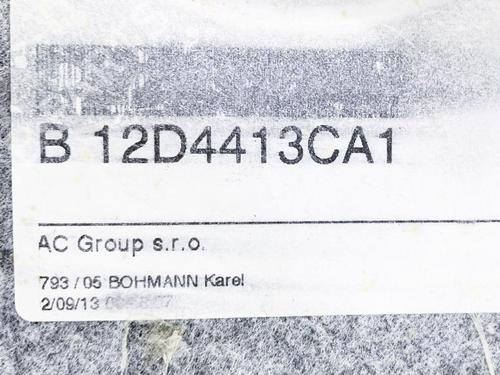 B 12D4413CA1
AC Group s.r.o.
793 / 05 BOHMANN Karel
2/09/13